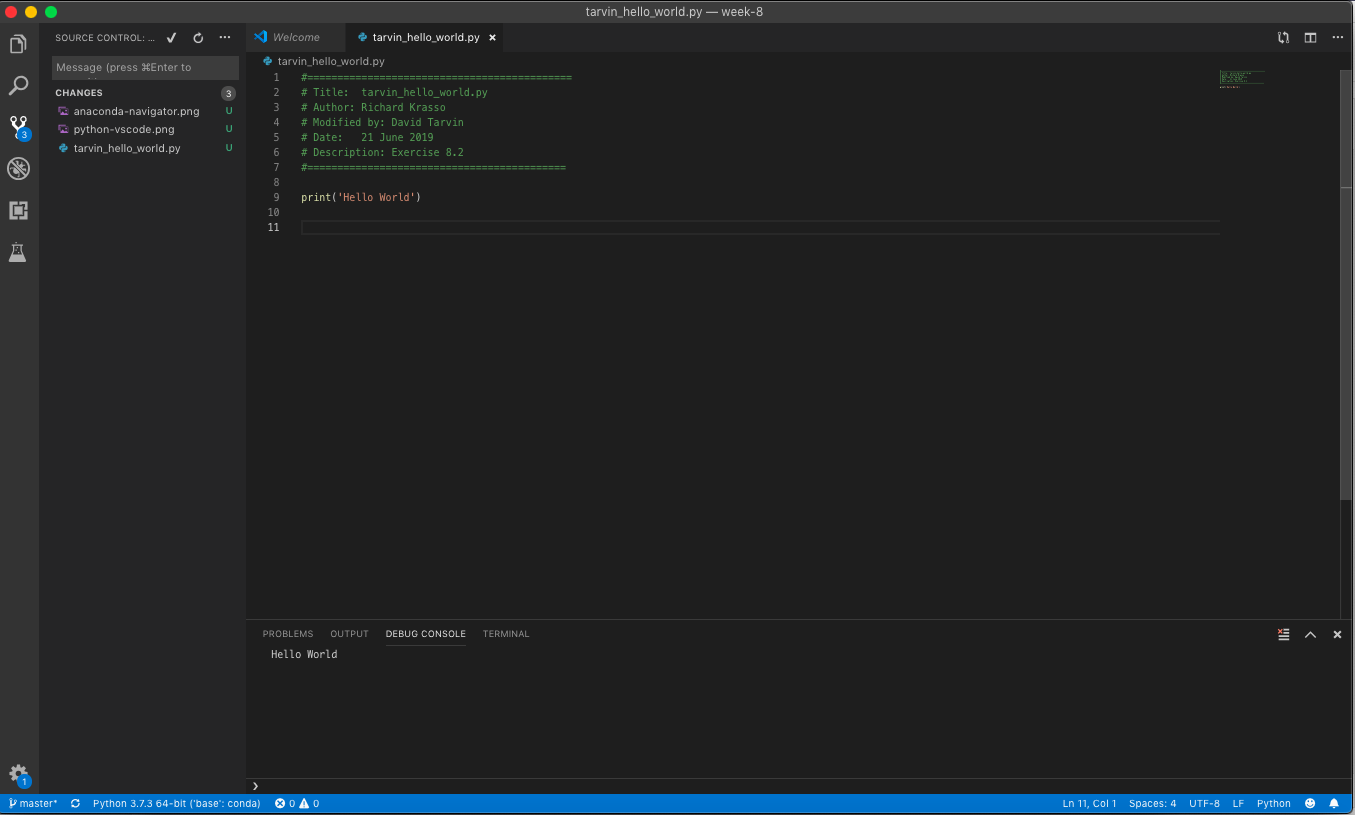 tarvin_hello_world.py — week-8
SOURCE CONTROL: ...
Message (press ⌘Enter to
CHANGES 3
anaconda-navigator.png U
python-vscode.png U
tarvin_hello_world.py U
3
1
Welcome
tarvin_hello_world.py
tarvin_hello_world.py
1 #============================================
2 # Title:  tarvin_hello_world.py
3 # Author: Richard Krasso
4 # Modified by: David Tarvin
5 # Date:   21 June 2019
6 # Description: Exercise 8.2
7 #===========================================
8
9 print('Hello World')
10
11
PROBLEMS OUTPUT DEBUG CONSOLE TERMINAL
Hello World
master* Python 3.7.3 64-bit ('base': conda) 0 0 Ln 11, Col 1 Spaces: 4 UTF-8 LF Python